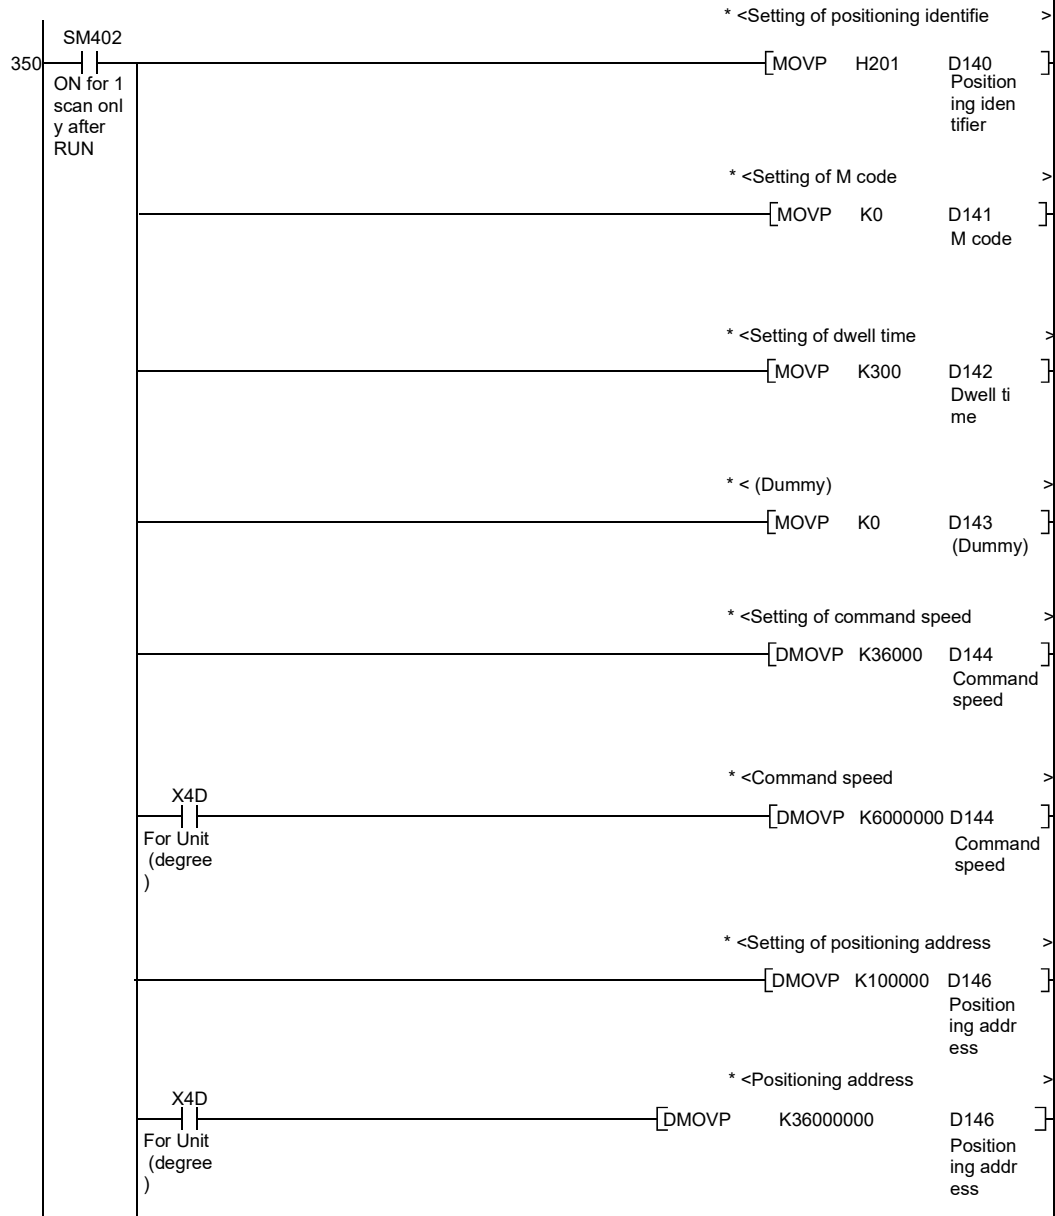 * <Setting of positioning identifie >
SM402
350 [MOVP H201 D140 ]
ON for 1
scan onl
y after
RUN
Position
ing iden
tifier
* <Setting of M code >
[MOVP K0 D141 ]
M code
* <Setting of dwell time >
[MOVP K300 D142 ]
Dwell ti
me
* < (Dummy) >
[MOVP K0 D143 ]
(Dummy)
* <Setting of command speed >
[DMOVP K36000 D144 ]
Command
speed
* <Command speed >
X4D
[DMOVP K6000000 D144 ]
For Unit
(degree
)
Command
speed
* <Setting of positioning address >
[DMOVP K100000 D146 ]
Position
ing addr
ess
* <Positioning address >
X4D
[DMOVP K36000000 D146 ]
For Unit
(degree
)
Position
ing addr
ess